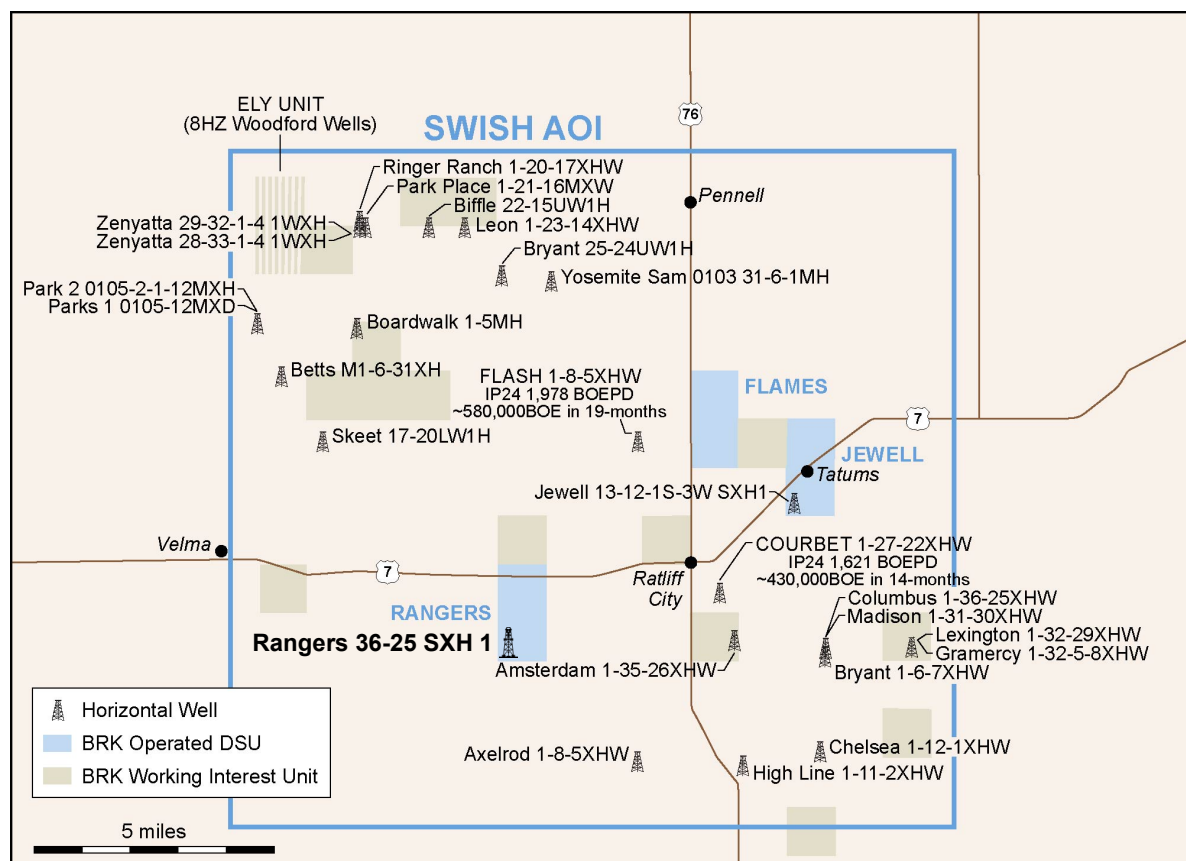 ELY UNIT
(8HZ Woodford Wells)
SWISH AOI
76
Ringer Ranch 1-20-17XHW
Park Place 1-21-16MXW
Biffle 22-15UW1H
Leon 1-23-14XHW
Pennell
Zenyatta 29-32-1-4 1WXH
Zenyatta 28-33-1-4 1WXH
Bryant 25-24UW1H
Yosemite Sam 0103 31-6-1MH
Park 2 0105-2-1-12MXH
Parks 1 0105-12MXD
Boardwalk 1-5MH
Betts M1-6-31XH
FLASH 1-8-5XHW
IP24 1,978 BOEPD
~580,000BOE in 19-months
FLAMES
7
Skeet 17-20LW1H
JEWELL
Tatums
Jewell 13-12-1S-3W SXH1
Velma
7
Ratliff
City
COURBET 1-27-22XHW
IP24 1,621 BOEPD
~430,000BOE in 14-months
Columbus 1-36-25XHW
Madison 1-31-30XHW
Lexington 1-32-29XHW
Gramercy 1-32-5-8XHW
Bryant 1-6-7XHW
RANGERS
Rangers 36-25 SXH 1
Amsterdam 1-35-26XHW
Horizontal Well
BRK Operated DSU
BRK Working Interest Unit
Axelrod 1-8-5XHW
Chelsea 1-12-1XHW
High Line 1-11-2XHW
5 miles